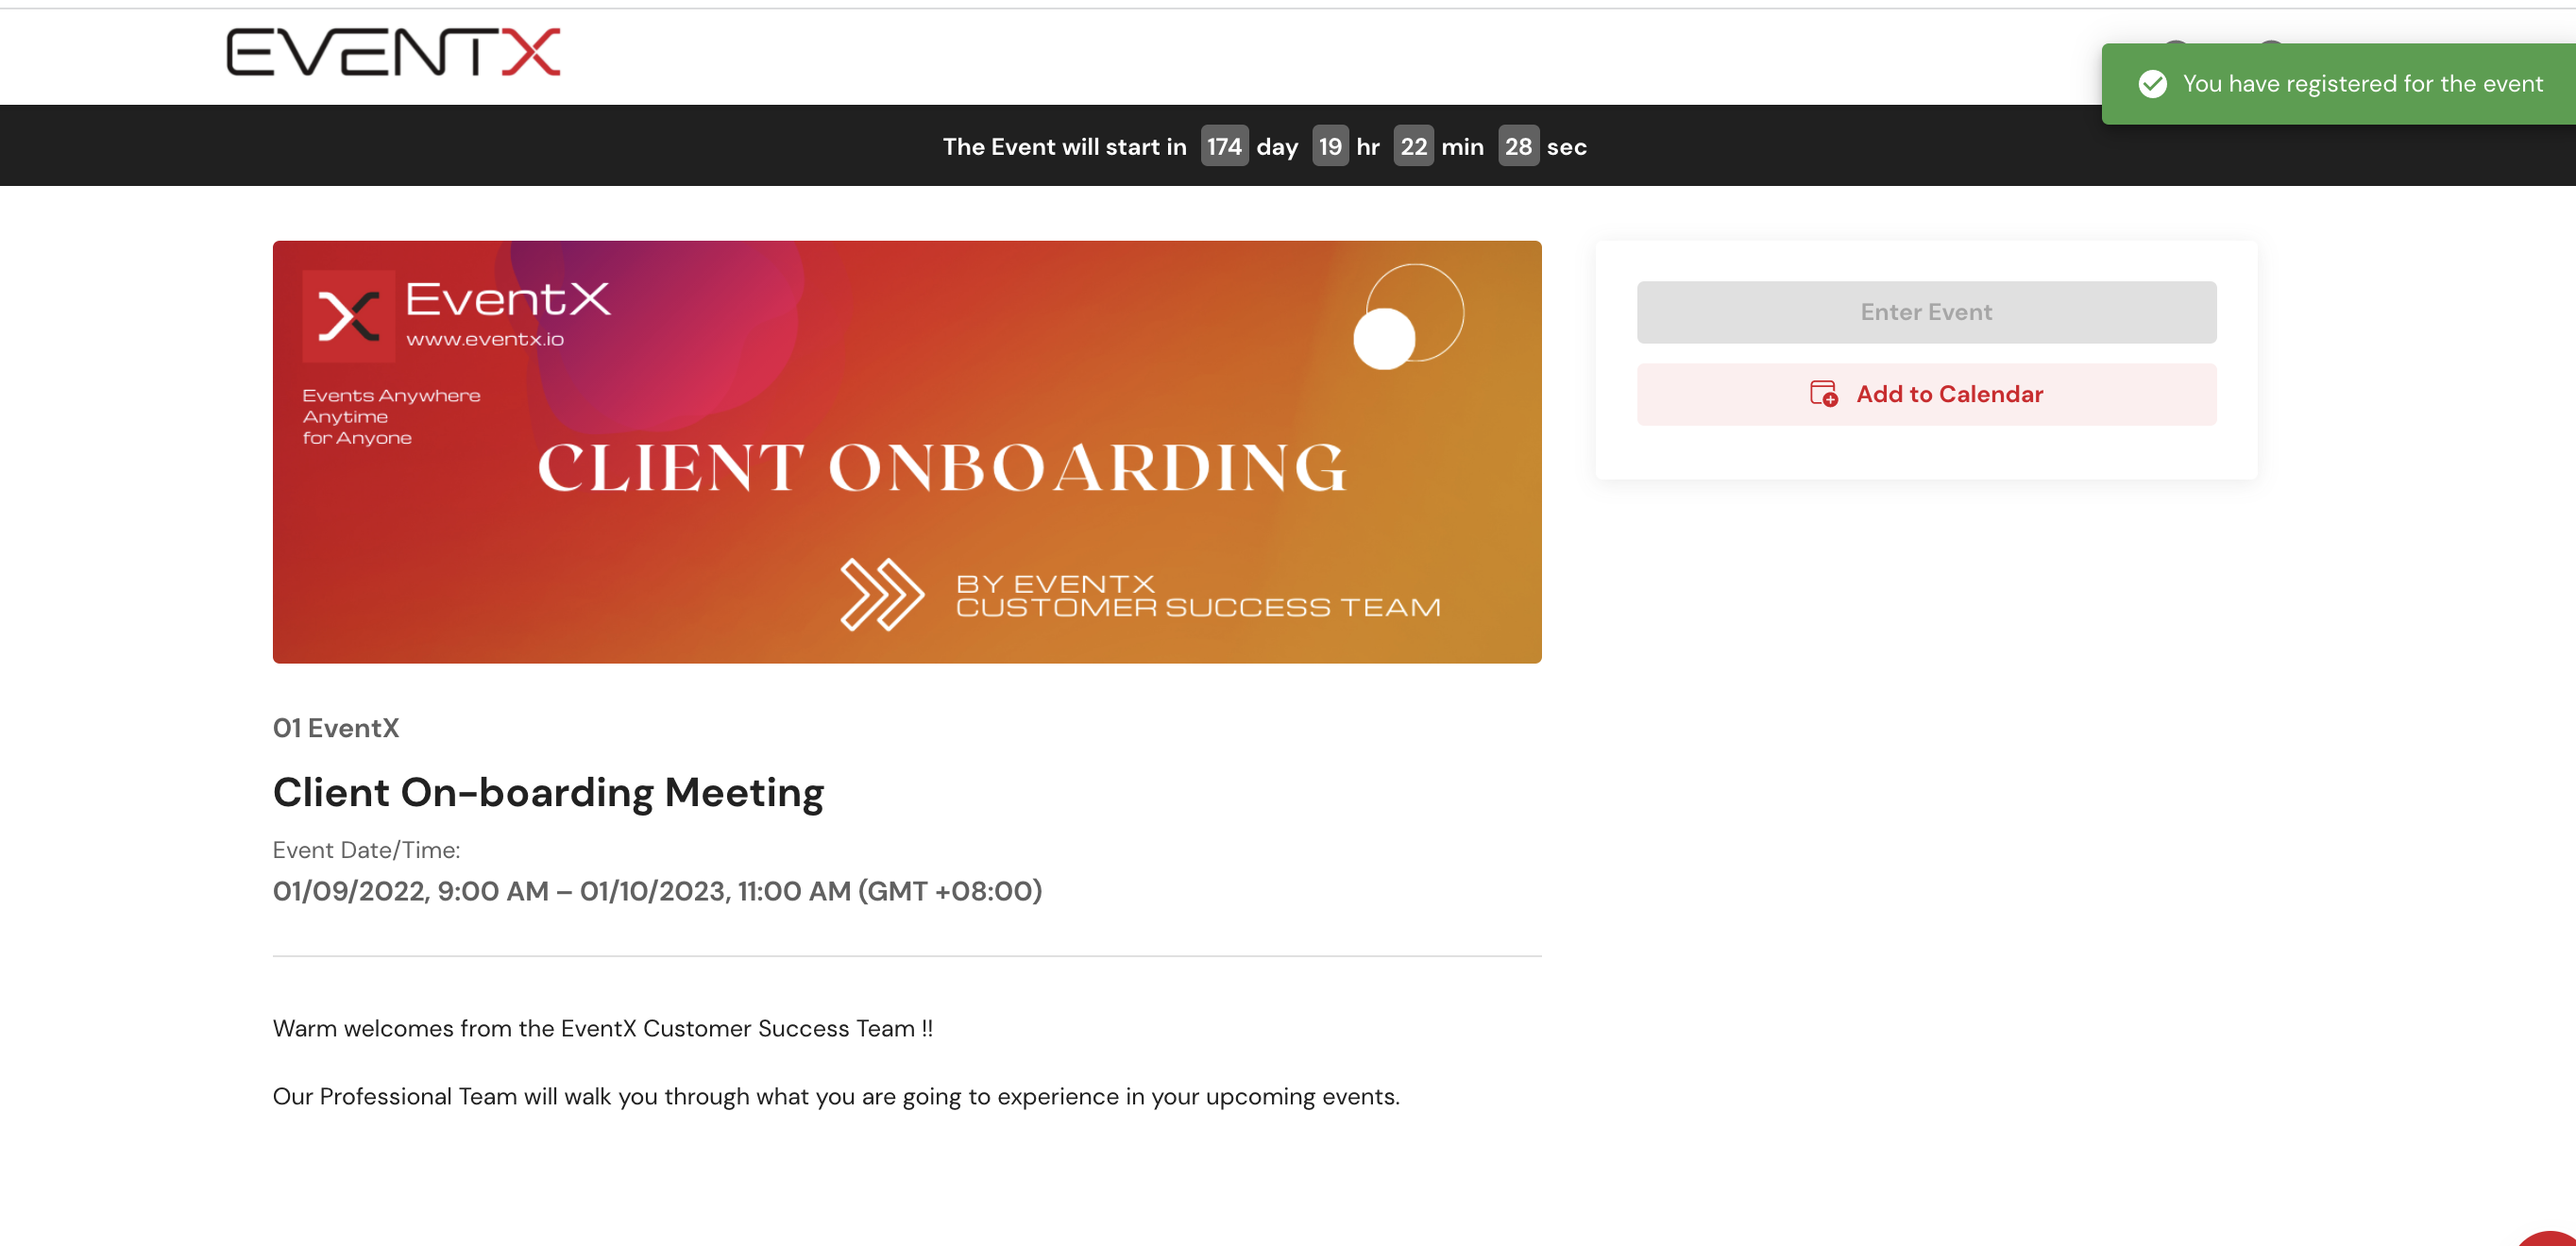 EVENTX
You have registered for the event
The Event will start in 174 day 19 hr 22 min 28 sec
EventX
www.eventx.io
Events Anywhere
Anytime
for Anyone
CLIENT ONBOARDING
BY EVENTX
CUSTOMER SUCCESS TEAM
Enter Event
Add to Calendar
01 EventX
Client On-boarding Meeting
Event Date/Time:
01/09/2022, 9:00 AM – 01/10/2023, 11:00 AM (GMT +08:00)
Warm welcomes from the EventX Customer Success Team !!
Our Professional Team will walk you through what you are going to experience in your upcoming events.